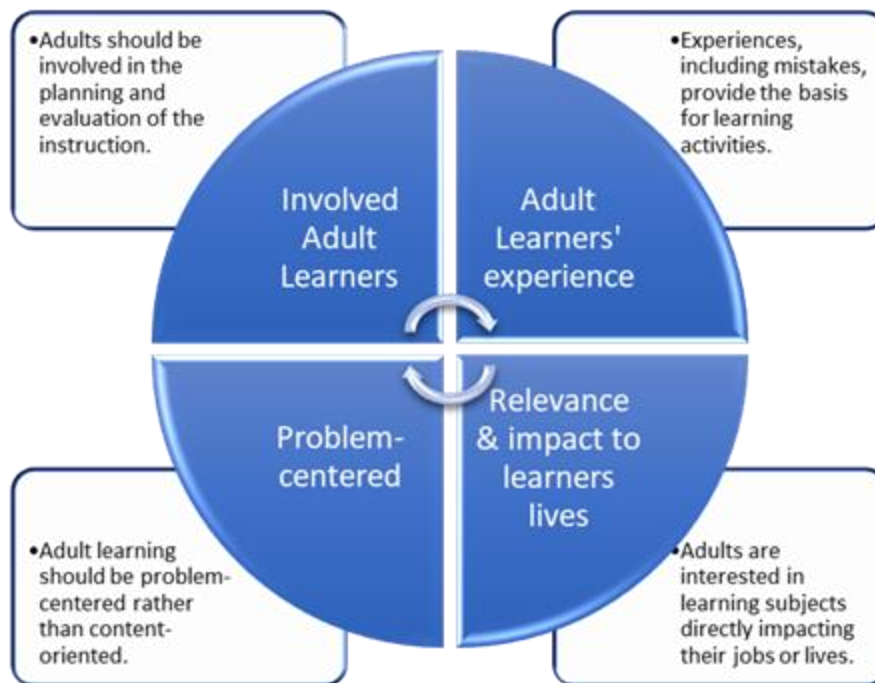 •Adults should be
involved in the
planning and
evaluation of the
instruction.
•Experiences,
including mistakes,
provide the basis
for learning
activities.
Involved
Adult
Learners
Adult
Learners'
experience
Problem-
centered
Relevance
& impact to
learners
lives
•Adult learning
should be problem-
centered rather
than content-
oriented.
•Adults are
interested in
learning subjects
directly impacting
their jobs or lives.